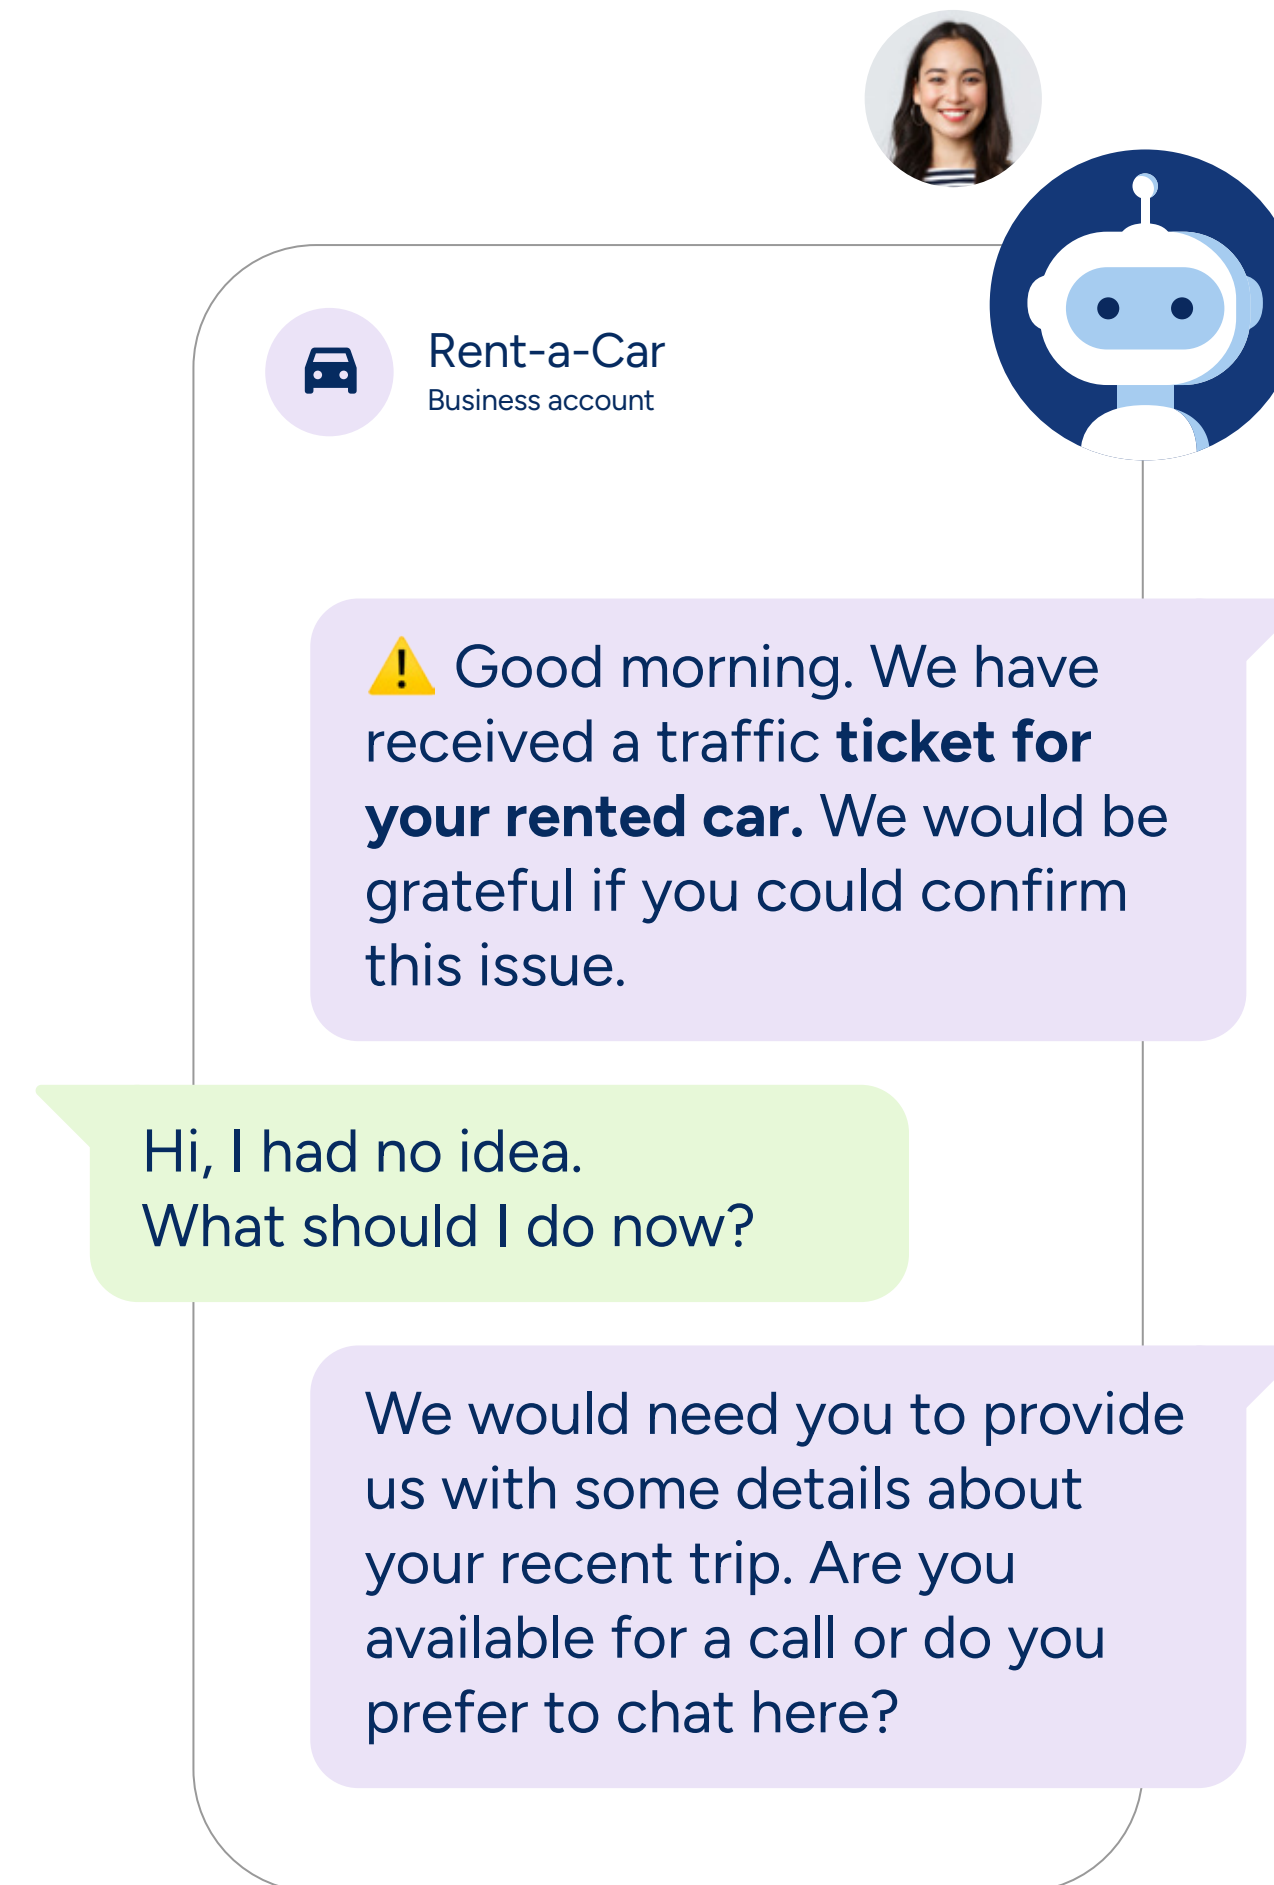 Rent-a-Car
Business account
⚠️ Good morning. We have
received a traffic ticket for
your rented car. We would be
grateful if you could confirm
this issue.
Hi, I had no idea.
What should I do now?
We would need you to provide
us with some details about
your recent trip. Are you
available for a call or do you
prefer to chat here?